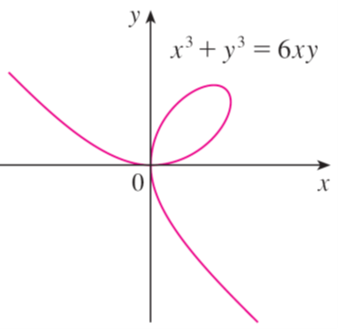 y
x³ + y³ = 6xy
0
x